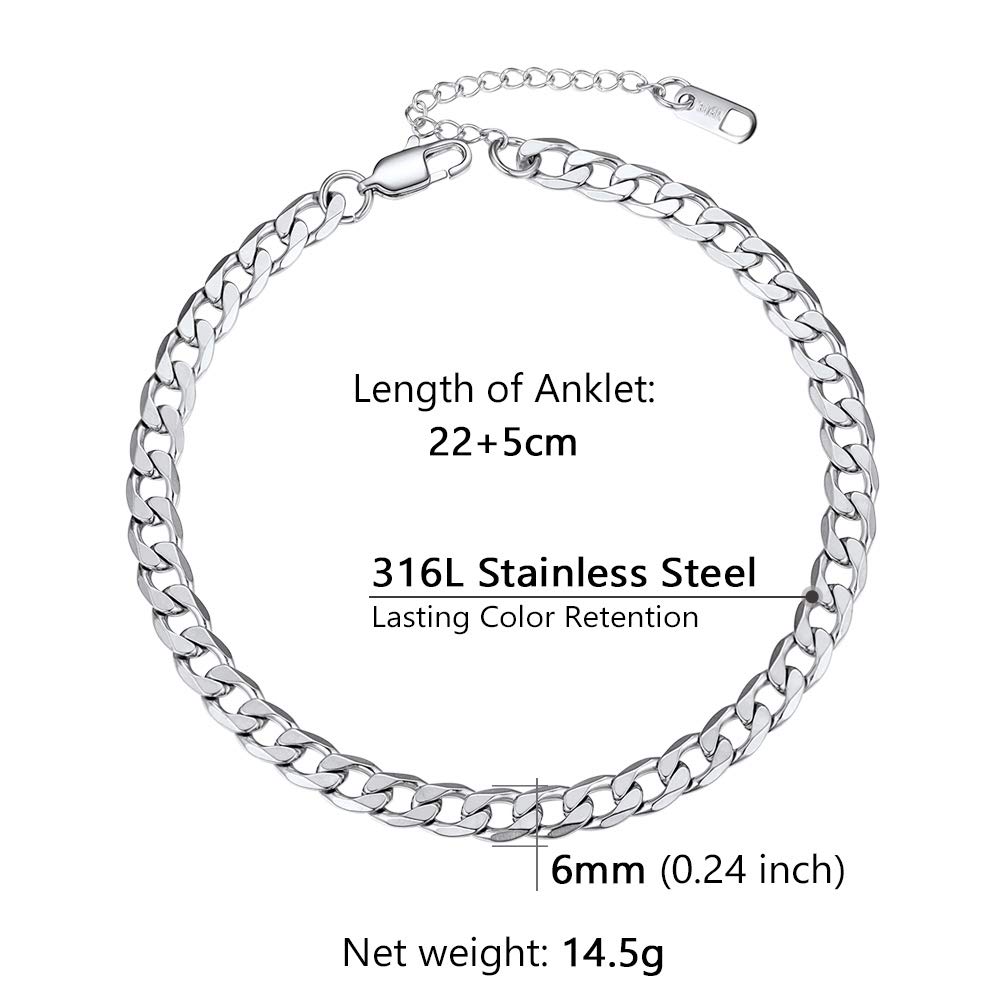 Length of Anklet:
22+5cm
316L Stainless Steel
Lasting Color Retention
6mm (0.24 inch)
Net weight: 14.5g